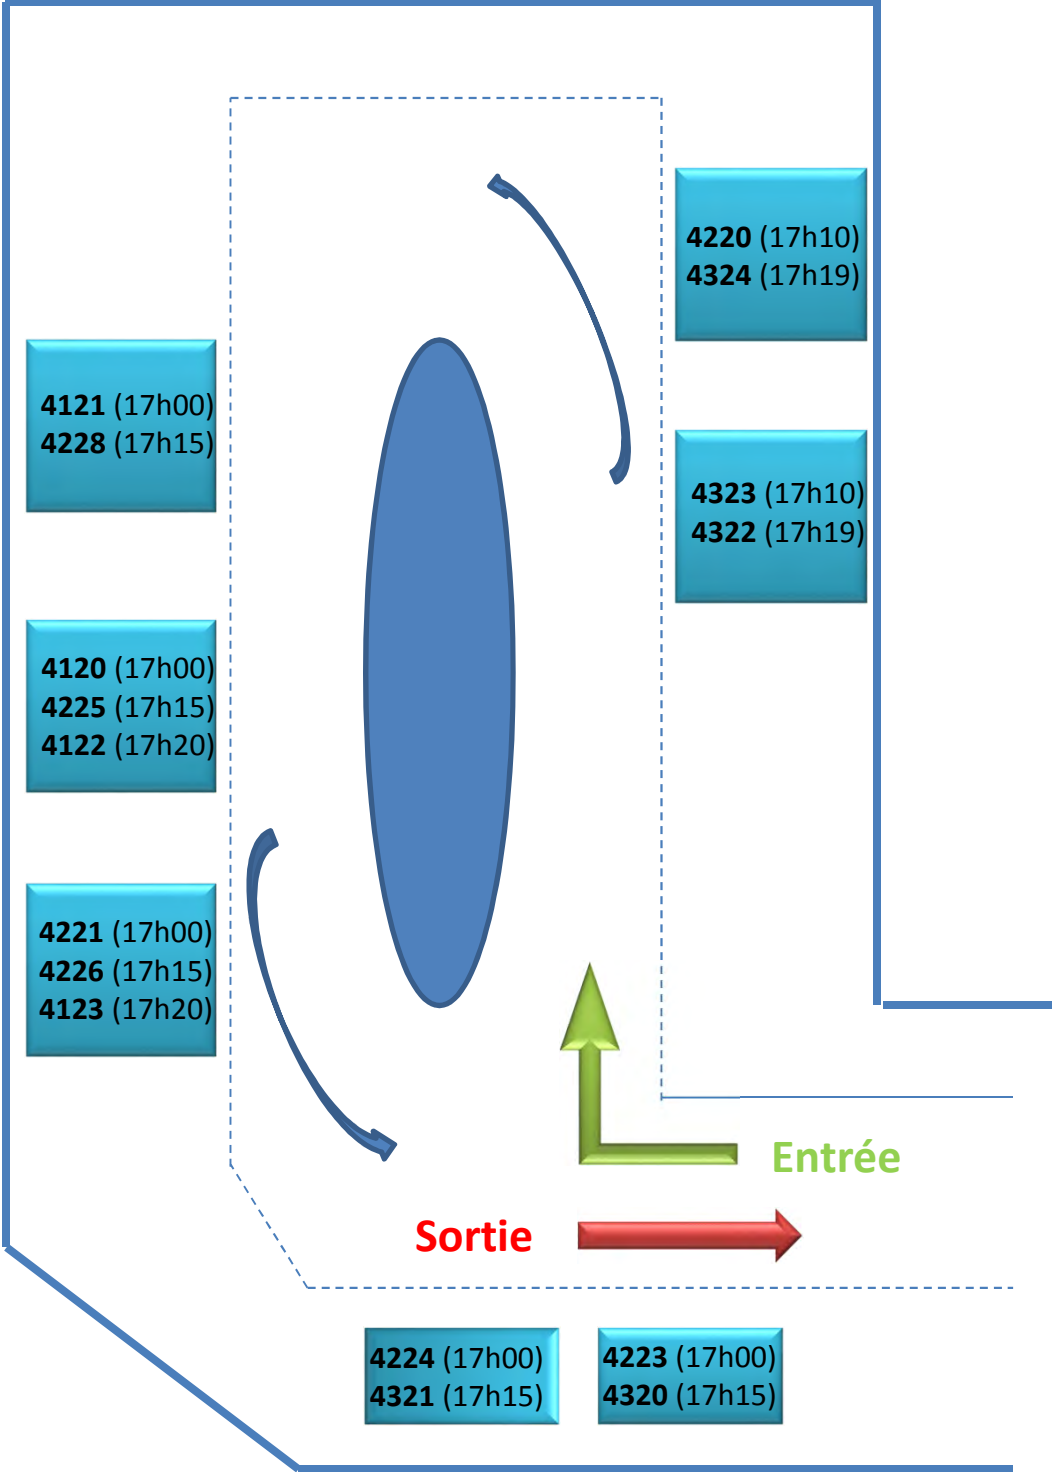 4220 (17h10)
4324 (17h19)
4121 (17h00)
4228 (17h15)
4323 (17h10)
4322 (17h19)
4120 (17h00)
4225 (17h15)
4122 (17h20)
4221 (17h00)
4226 (17h15)
4123 (17h20)
Entrée
Sortie
4224 (17h00)
4321 (17h15)
4223 (17h00)
4320 (17h15)